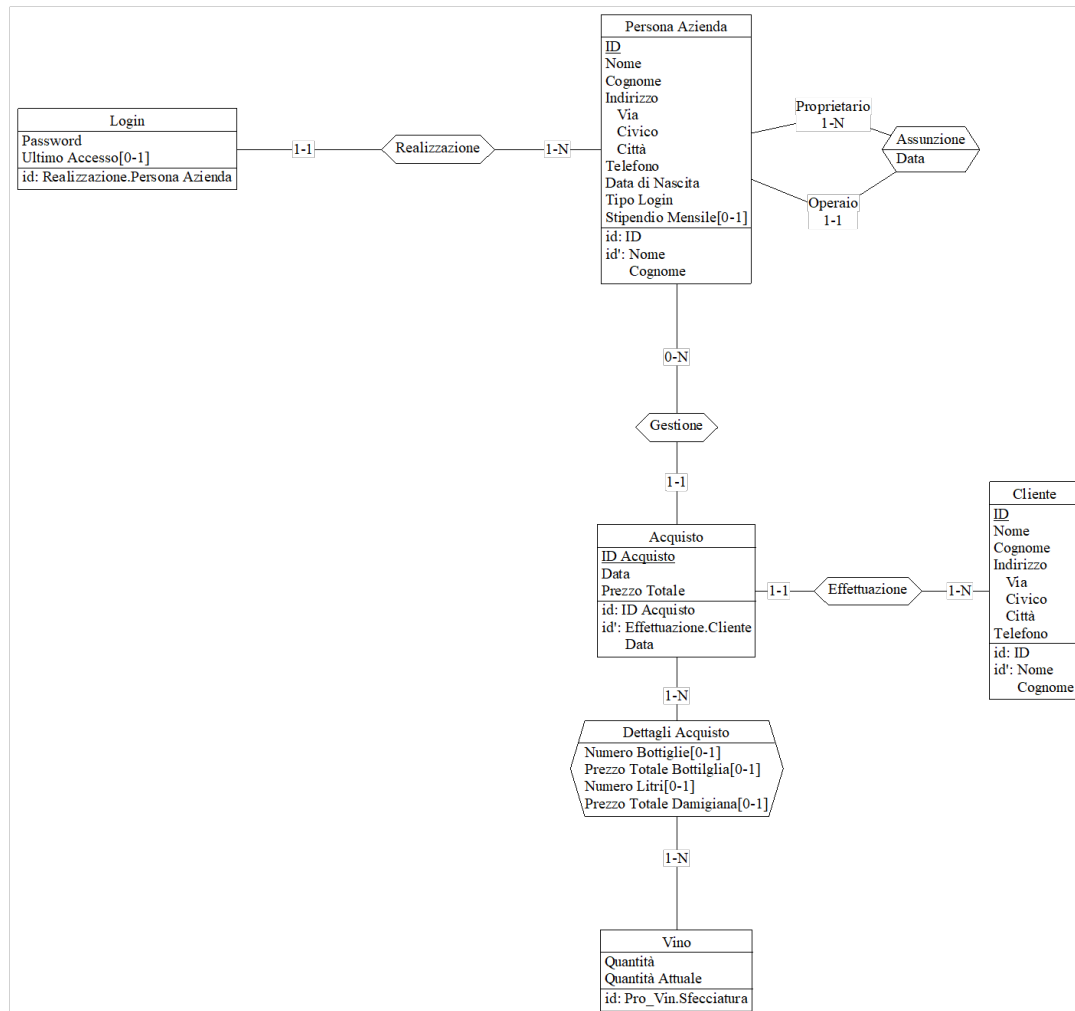 Persona Azienda
ID
Nome
Cognome
Indirizzo
Via
Civico
Città
Telefono
Data di Nascita
Tipo Login
Stipendio Mensile[0-1]
id: ID
id': Nome
Cognome
Login
Password
Ultimo Accesso[0-1]
id: Realizzazione.Persona Azienda
1-1
Realizzazione
1-N
Proprietario
1-N
Assunzione
Data
Operaio
1-1
0-N
Gestione
1-1
Acquisto
ID Acquisto
Data
Prezzo Totale
id: ID Acquisto
id': Effettuazione.Cliente
Data
1-1
Effettuazione
1-N
Cliente
ID
Nome
Cognome
Indirizzo
Via
Civico
Città
Telefono
id: ID
id': Nome
Cognome
1-N
Dettagli Acquisto
Numero Bottiglie[0-1]
Prezzo Totale Bottilglia[0-1]
Numero Litri[0-1]
Prezzo Totale Damigiana[0-1]
1-N
Vino
Quantità
Quantità Attuale
id: Pro_Vin.Sfecciatura